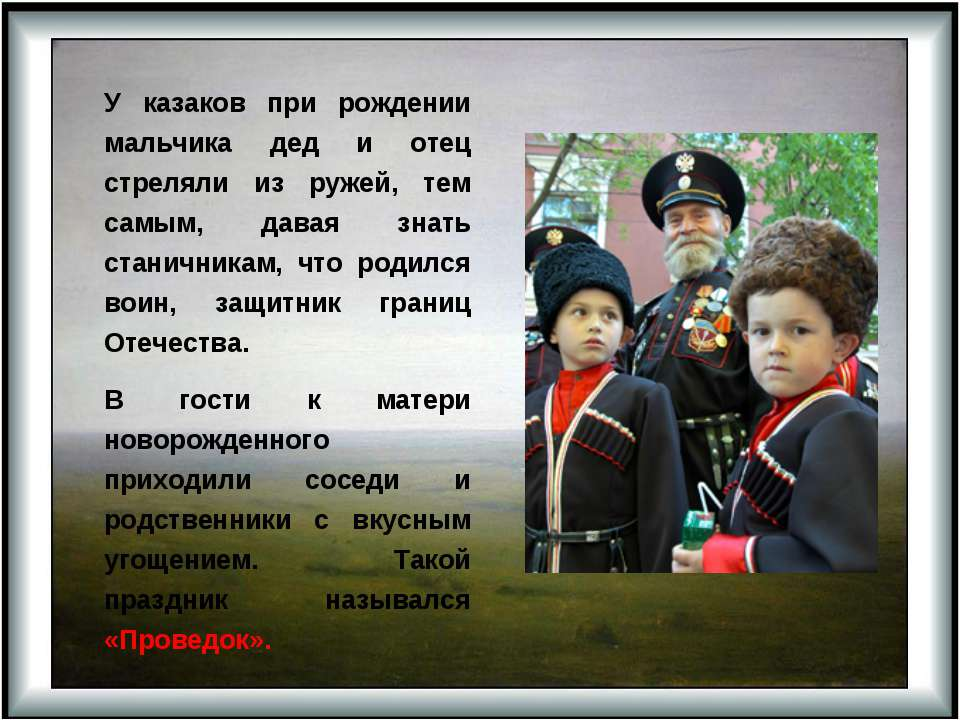 У казаков при рождении
мальчика дед и отец
стреляли из ружей, тем
самым, давая знать
станичникам, что родился
воин, защитник границ
Отечества.
В гости к матери
новорожденного
приходили соседи и
родственники с вкусным
угощением. Такой
праздник назывался
«Проведок».